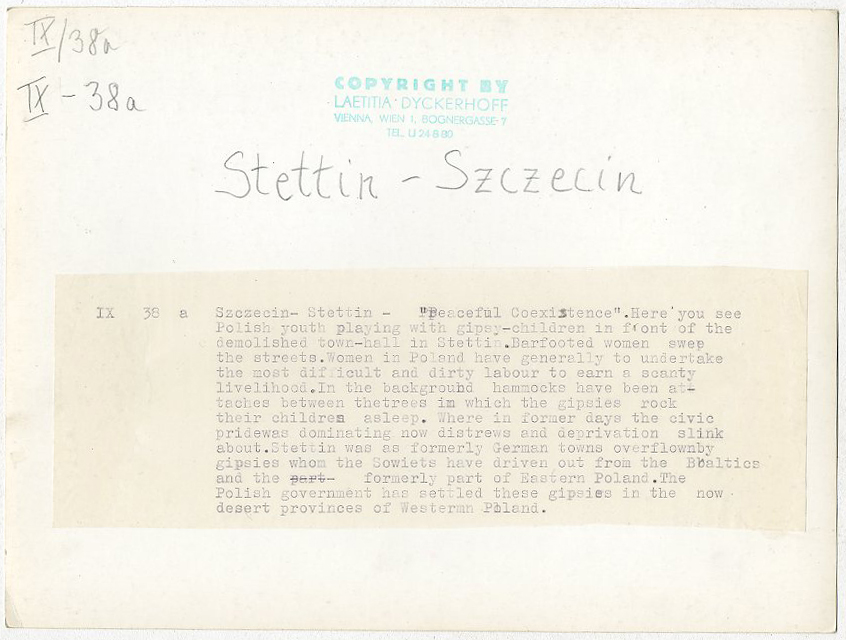 IX/38a
IX - 38a
COPYRIGHT BY
LAETITIA · DYCKERHOFF
VIENNA, WIEN I, BOGNERGASSE 7
TEL. U 24 8 80
Stettin - Szczecin
IX 38 a Szczecin- Stettin - "Peaceful Coexistence".Here you see
Polish youth playing with gipsy-children in front of the
demolished town-hall in Stettin.Barfooted women swep
the streets.Women in Poland have generally to undertake
the most difficult and dirty labour to earn a scanty
livelihood.In the background hammocks have been at-
taches between thetrees in which the gipsies rock
their children asleep. Where in former days the civic
pridewas dominating now distrews and deprivation slink
about.Stettin was as formerly German towns overflownby
gipsies whom the Sowiets have driven out from the Baltics
and the part- formerly part of Eastern Poland.The
Polish government has settled these gipsies in the now
desert provinces of Westernn Poland.